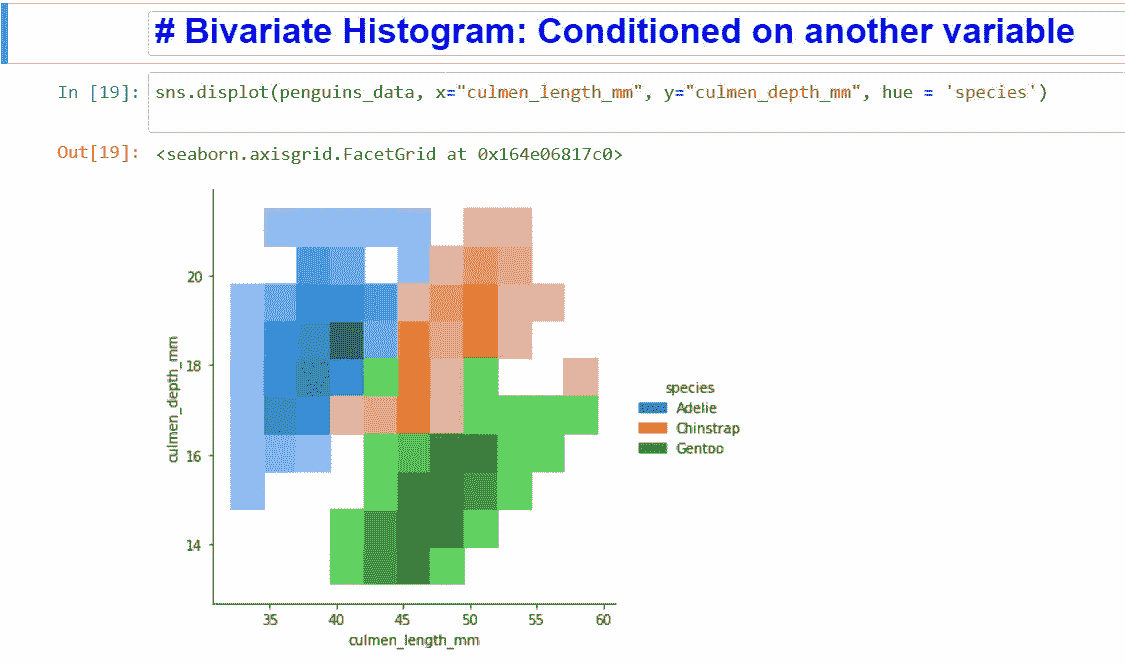 # Bivariate Histogram: Conditioned on another variable
In [19]: sns.displot(penguins_data, x="culmen_length_mm", y="culmen_depth_mm", hue = 'species')
Out[19]: <seaborn.axisgrid.FacetGrid at 0x164e06817c0>
20
18
16
14
culmen_depth_mm
species
Adelie
Chinstrap
Gentoo
35 40 45 50 55 60
culmen_length_mm